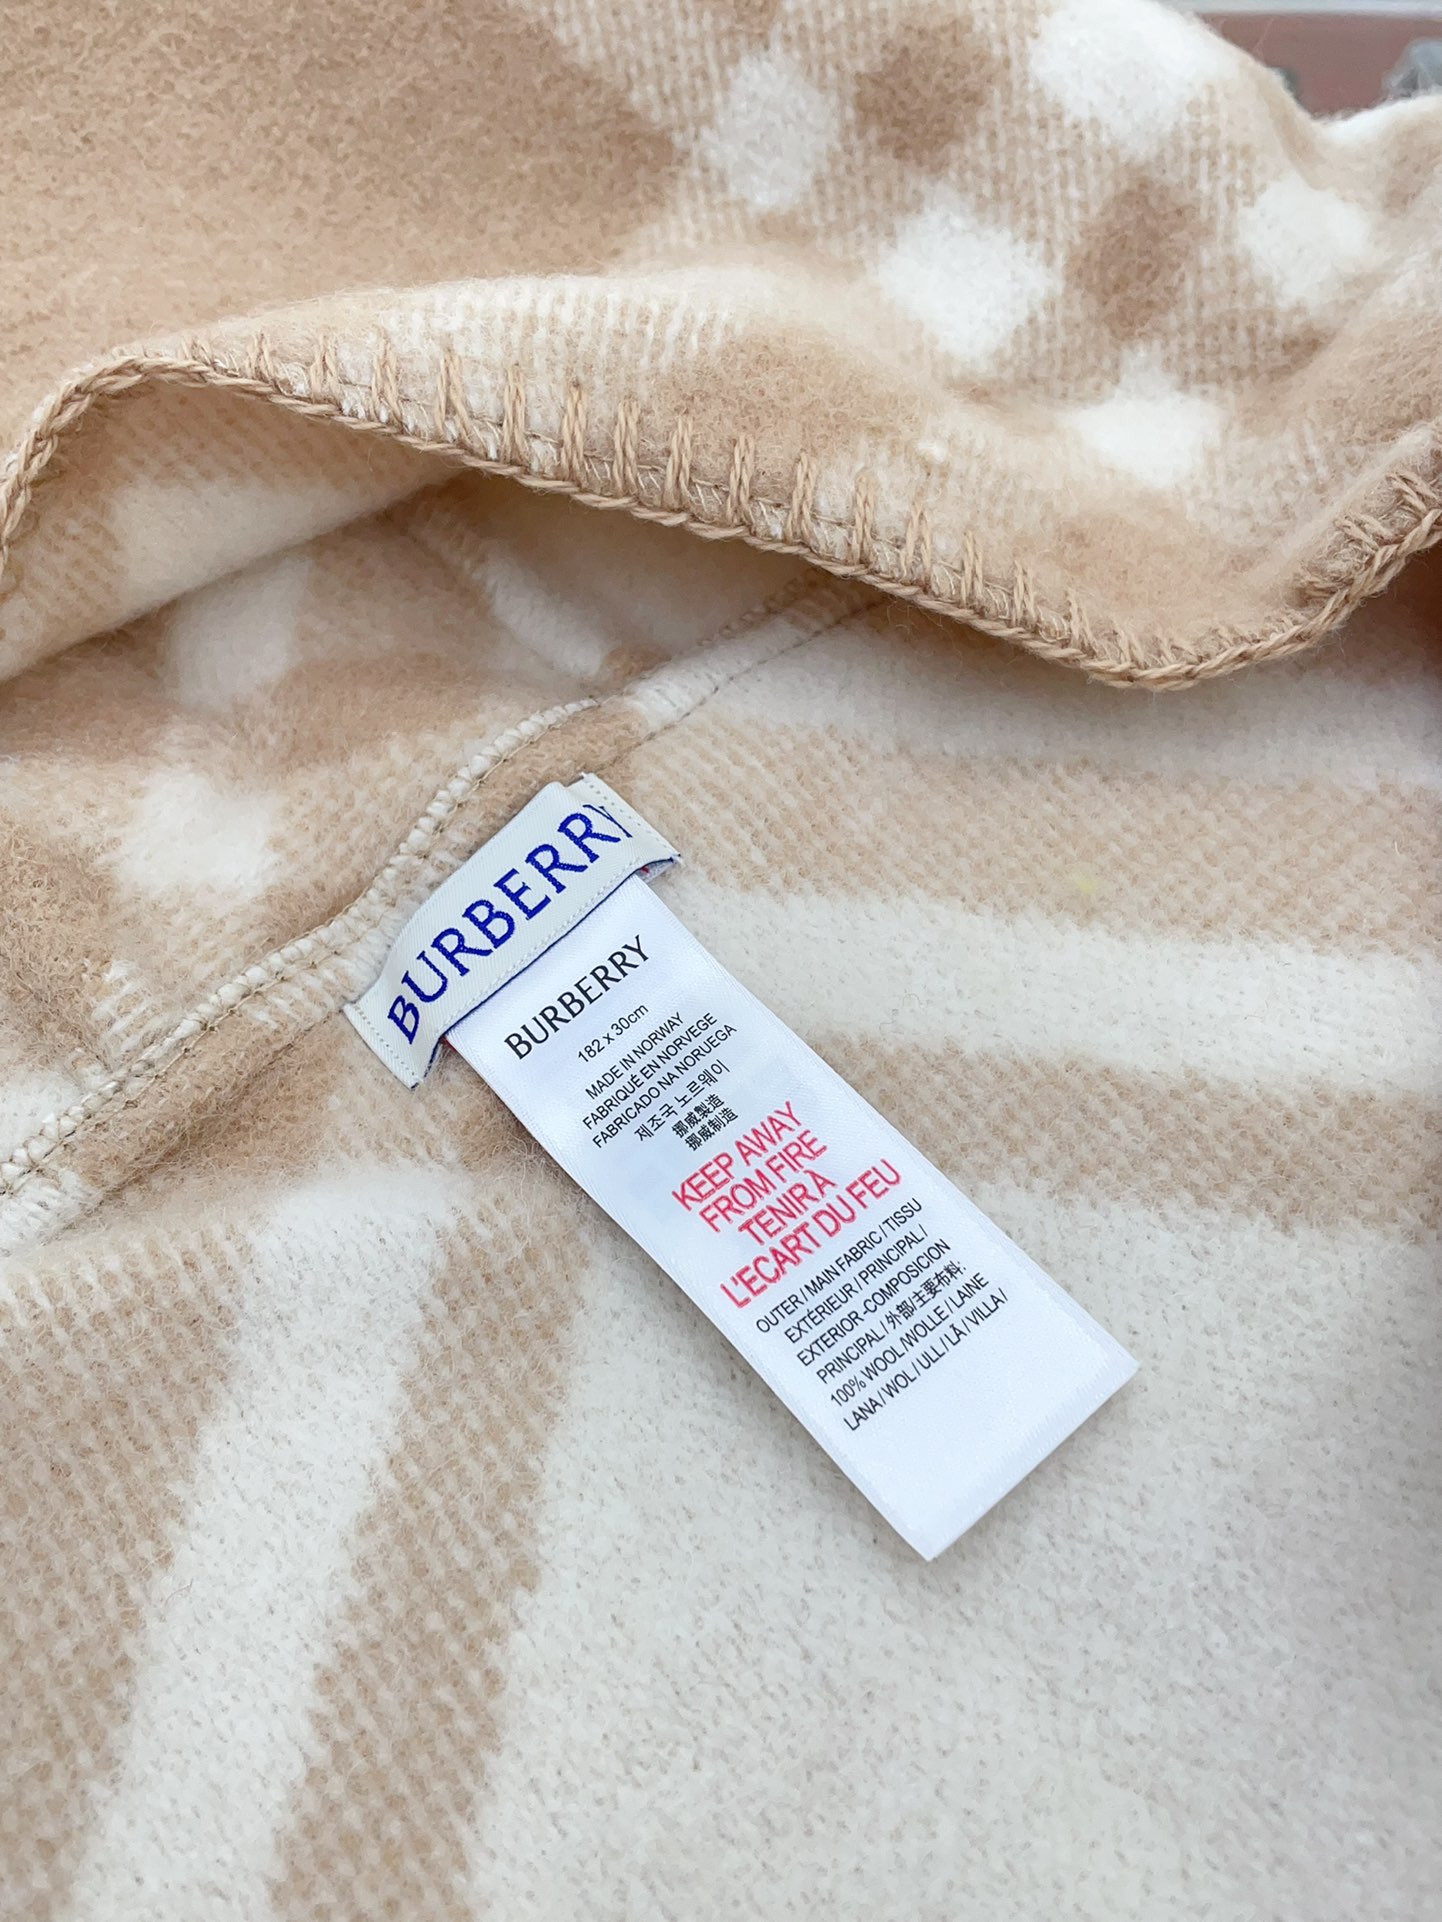 BURBERRY
BURBERRY
182 x 30cm
MADE IN NORWAY
FABRIQUÉ EN NORVEGE
FABRICADO NA NORUEGA
제조국 노르웨이
挪威製造
挪威制造
KEEP AWAY
FROM FIRE
TENIR À
L'ECART DU FEU
OUTER / MAIN FABRIC / TISSU
EXTÉRIEUR / PRINCIPAL /
EXTERIOR -COMPOSICION
PRINCIPAL / 外部/主要布料:
100% WOOL /WOLLE / LAINE
LANA / WOL / ULL / LÃ / VILLA /